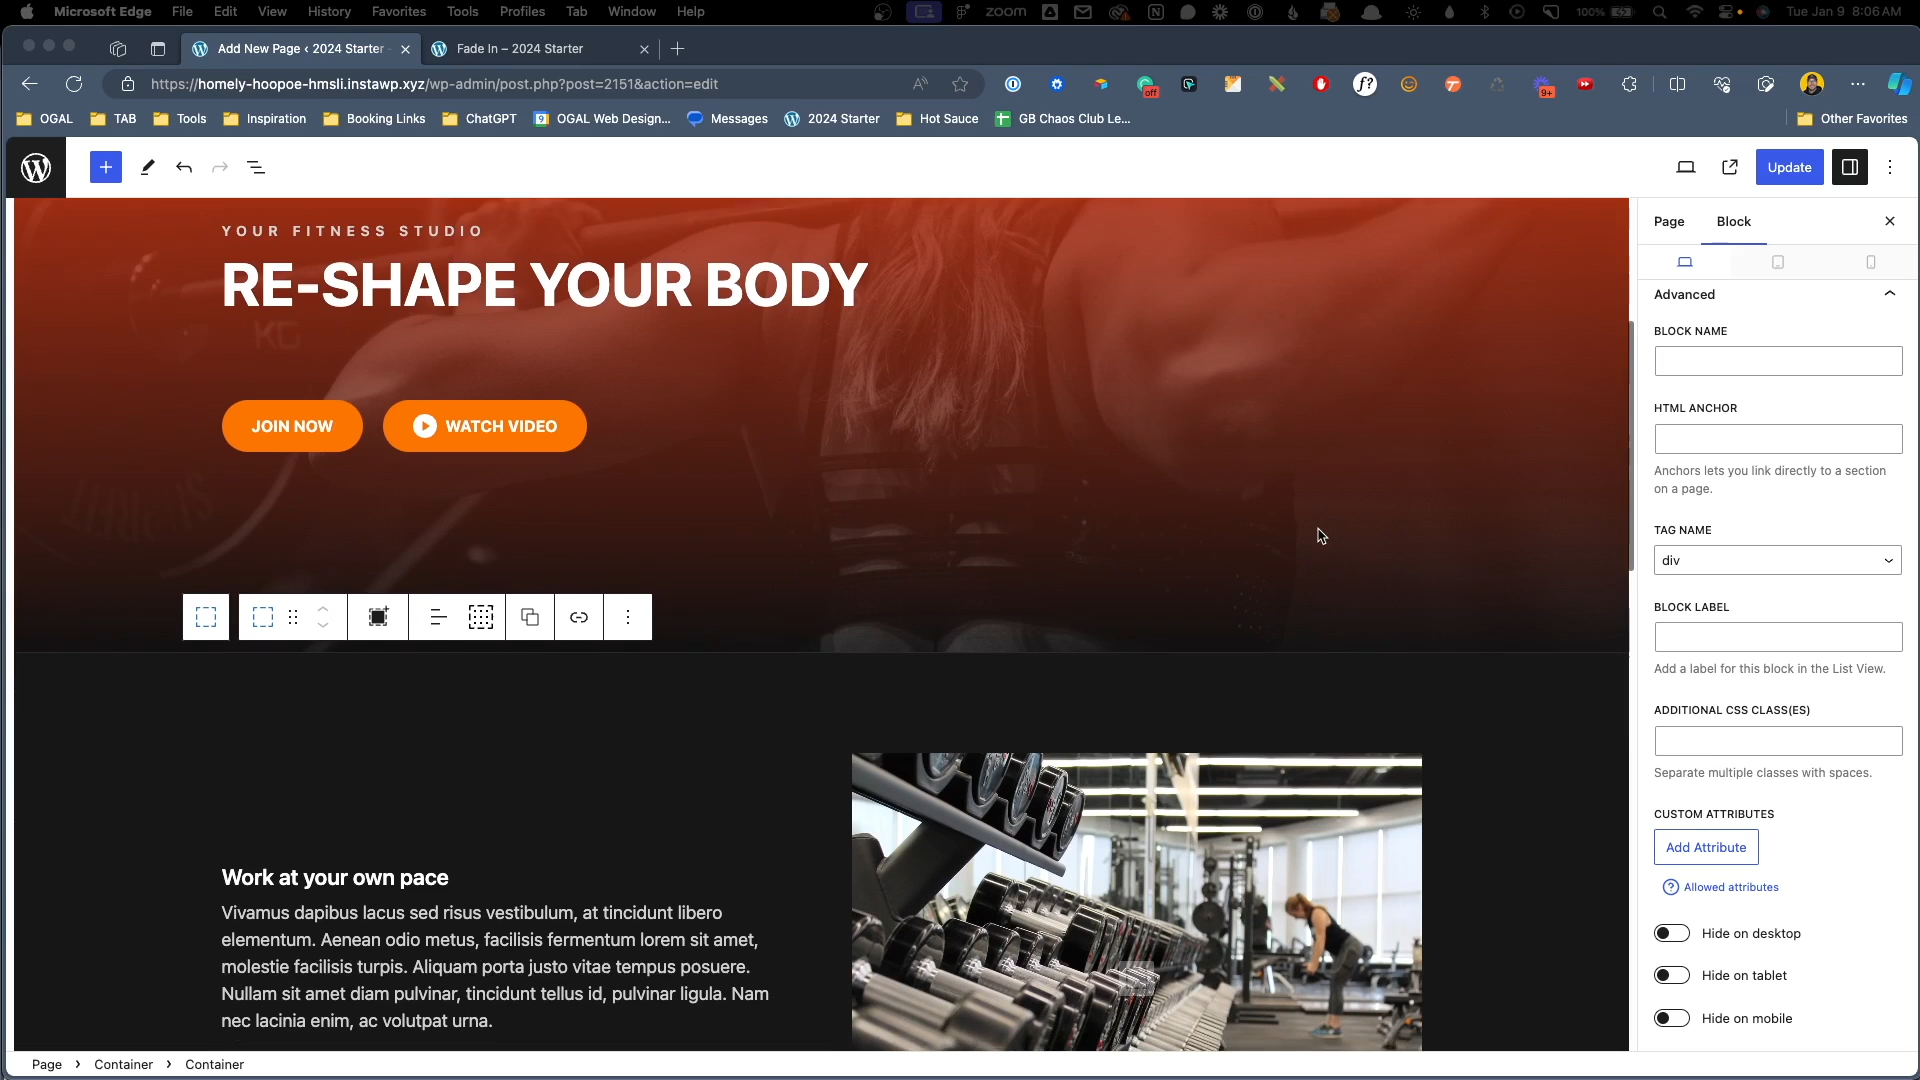 Microsoft Edge File Edit View History Favorites Tools Profiles Tab Window Help
zoom 100% Tue Jan 9 8:06 AM
Add New Page ‹ 2024 Starter
Fade In – 2024 Starter
https://homely-hoopoe-hmsli.instawp.xyz/wp-admin/post.php?post=2151&action=edit
off
f?
9+
OGAL TAB Tools Inspiration Booking Links ChatGPT OGAL Web Design... Messages 2024 Starter Hot Sauce GB Chaos Club Le... Other Favorites
Update
YOUR FITNESS STUDIO
RE-SHAPE YOUR BODY
KG
JOIN NOW
WATCH VIDEO
Work at your own pace
Vivamus dapibus lacus sed risus vestibulum, at tincidunt libero
elementum. Aenean odio metus, facilisis fermentum lorem sit amet,
molestie facilisis turpis. Aliquam porta justo vitae tempus posuere.
Nullam sit amet diam pulvinar, tincidunt tellus id, pulvinar ligula. Nam
nec lacinia enim, ac volutpat urna.
Page Block
Advanced
BLOCK NAME
HTML ANCHOR
Anchors lets you link directly to a section
on a page.
TAG NAME
div
BLOCK LABEL
Add a label for this block in the List View.
ADDITIONAL CSS CLASS(ES)
Separate multiple classes with spaces.
CUSTOM ATTRIBUTES
Add Attribute
Allowed attributes
Hide on desktop
Hide on tablet
Hide on mobile
Page › Container › Container